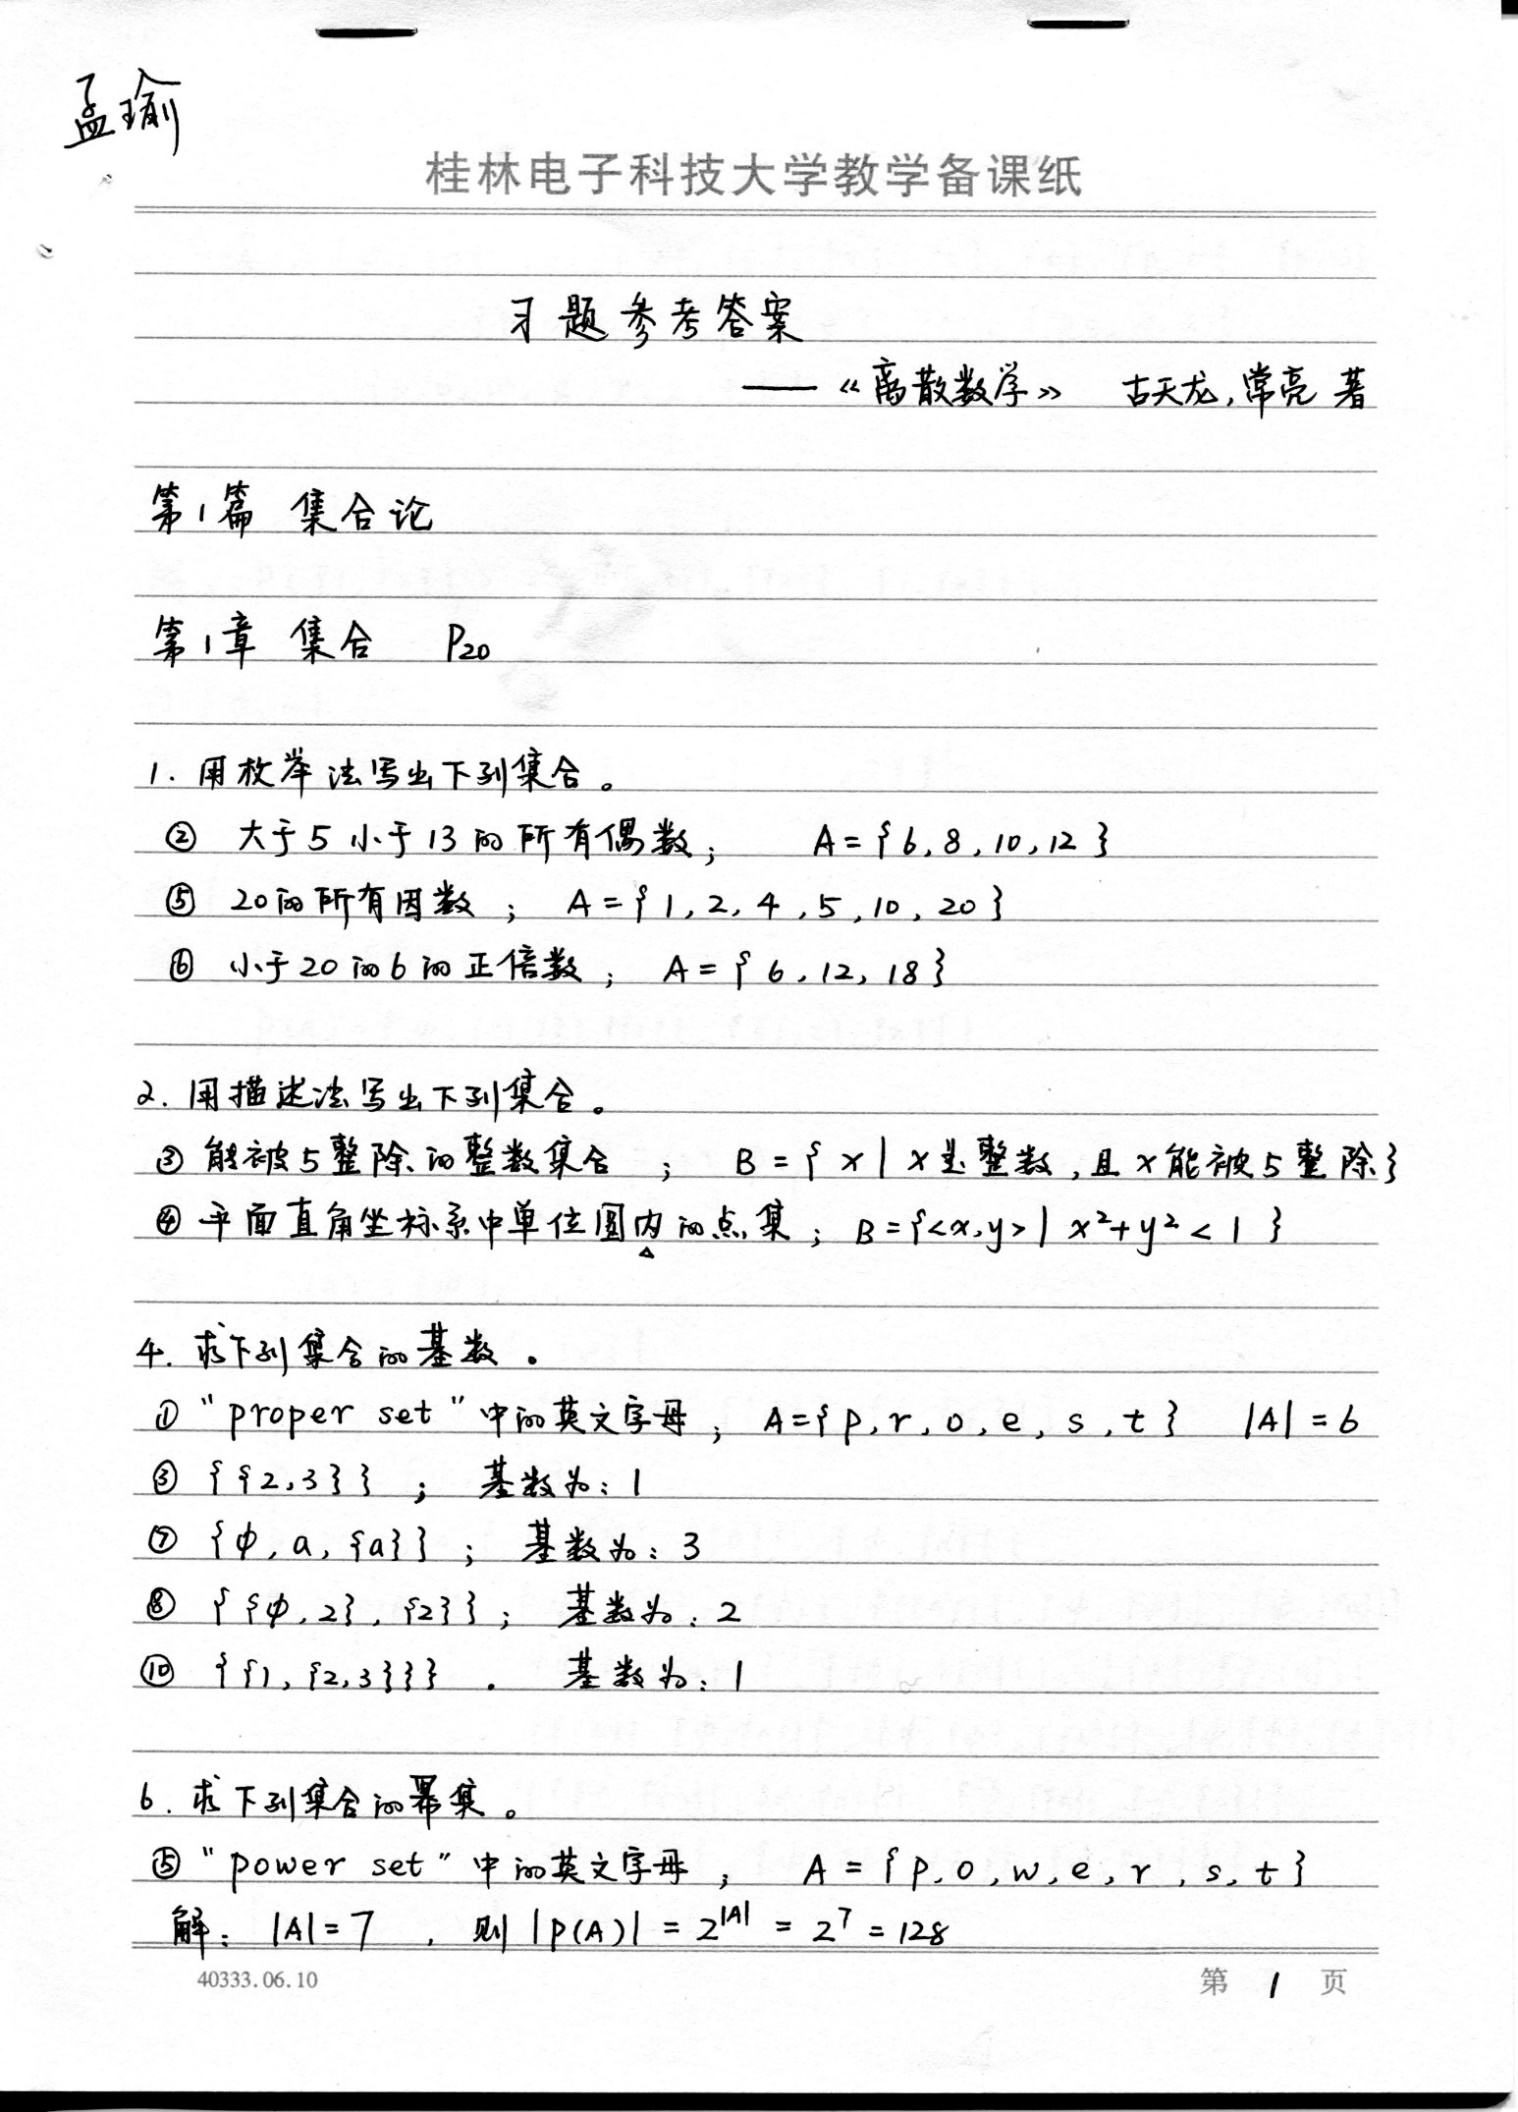 孟瑜
桂林电子科技大学教学备课纸
习题参考答案
——《离散数学》 古天龙,常亮 著
第1篇 集合论
第1章 集合 P20
1. 用枚举法写出下列集合。
② 大于5小于13的所有偶数; A={6,8,10,12}
⑤ 20的所有因数; A={1,2,4,5,10,20}
⑥ 小于20的6的正倍数; A={6,12,18}
2. 用描述法写出下列集合。
③ 能被5整除的整数集合; B={x|x是整数,且x能被5整除}
④ 平面直角坐标系中单位圆内的点集; B={<x,y>|x²+y²<1}
4. 求下列集合的基数。
① "proper set"中的英文字母; A={p,r,o,e,s,t} |A|=6
③ {{2,3}}; 基数为:1
⑦ {φ,a,{a}}; 基数为:3
⑧ {{φ,2},{2}}; 基数为:2
⑩ {{1,{2,3}}}. 基数为:1
6. 求下列集合的幂集。
⑤ "power set"中的英文字母; A={p,o,w,e,r,s,t}
解: |A|=7, 则|P(A)|=2^|A|=2⁷=128
40333.06.10 第 1 页